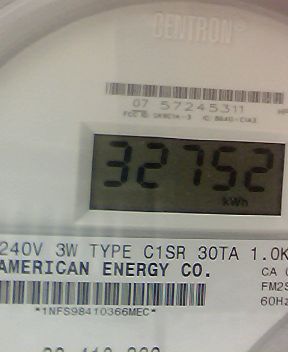 CENTRON®
07 57245311
32752
kWh
240V 3W TYPE C1SR 30TA 1.0K
AMERICAN ENERGY CO.
CA
FM2S
60Hz
*1NFS98410366MEC*